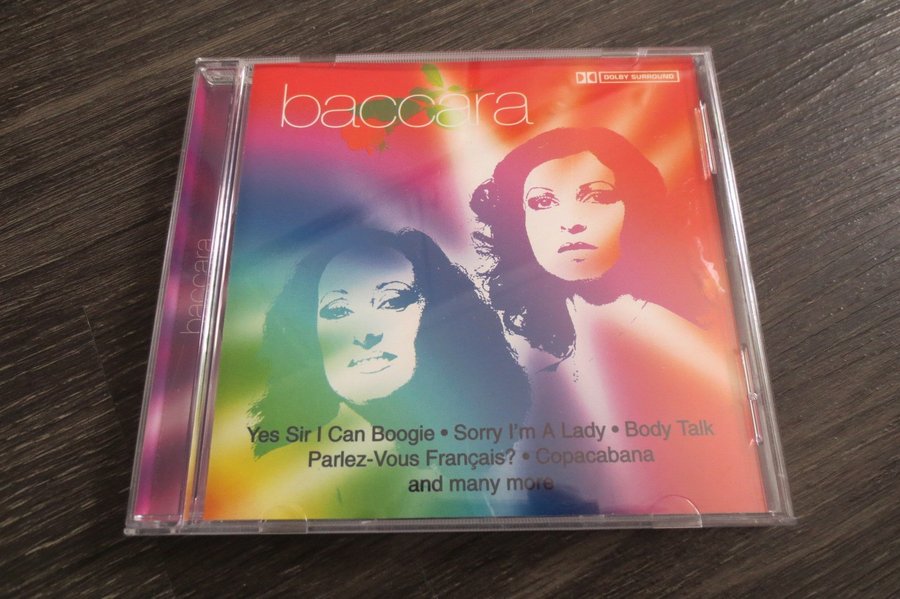 baccara
DOLBY SURROUND
baccara
Yes Sir I Can Boogie • Sorry I'm A Lady • Body Talk
Parlez-Vous Français? • Copacabana
and many more